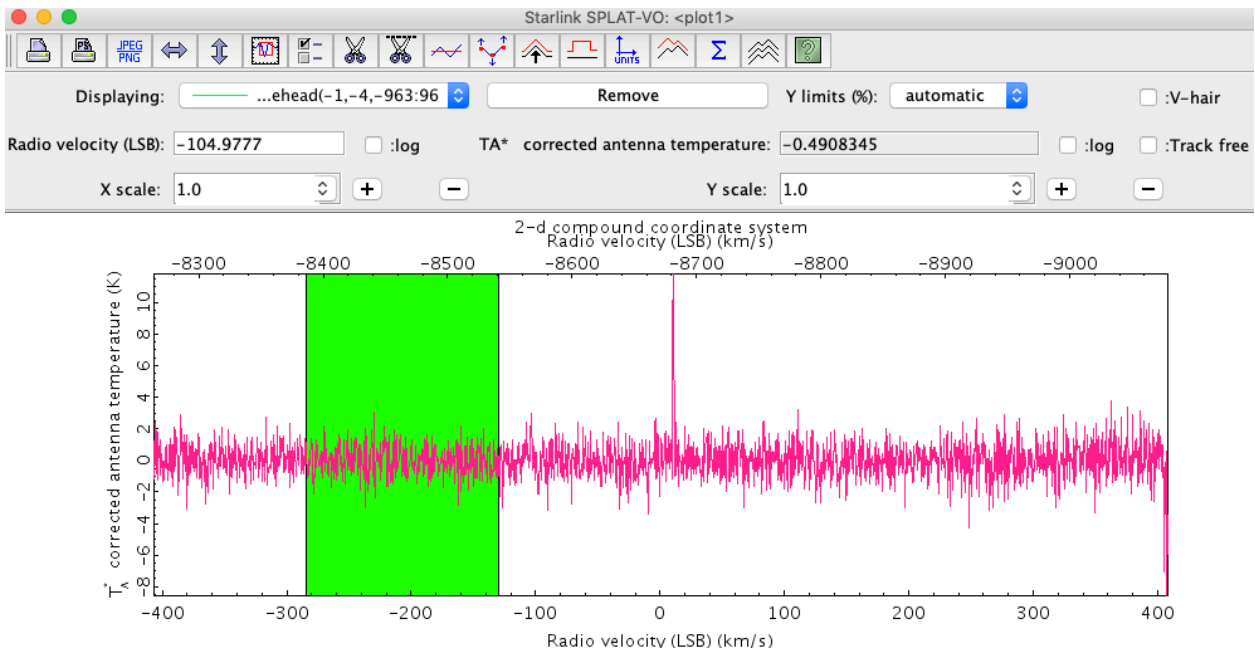 Starlink SPLAT-VO: <plot1>
PS JPEG PNG UNITS Σ ?
Displaying: ...ehead(-1,-4,-963:96 Remove Y limits (%): automatic :V-hair
Radio velocity (LSB): -104.9777 :log TA* corrected antenna temperature: -0.4908345 :log :Track free
X scale: 1.0 + − Y scale: 1.0 + −
2-d compound coordinate system
Radio velocity (LSB) (km/s)
-8300 -8400 -8500 -8600 -8700 -8800 -8900 -9000
T*A corrected antenna temperature (K)
10
8
6
4
2
0
-2
-4
-6
-8
-400 -300 -200 -100 0 100 200 300 400
Radio velocity (LSB) (km/s)